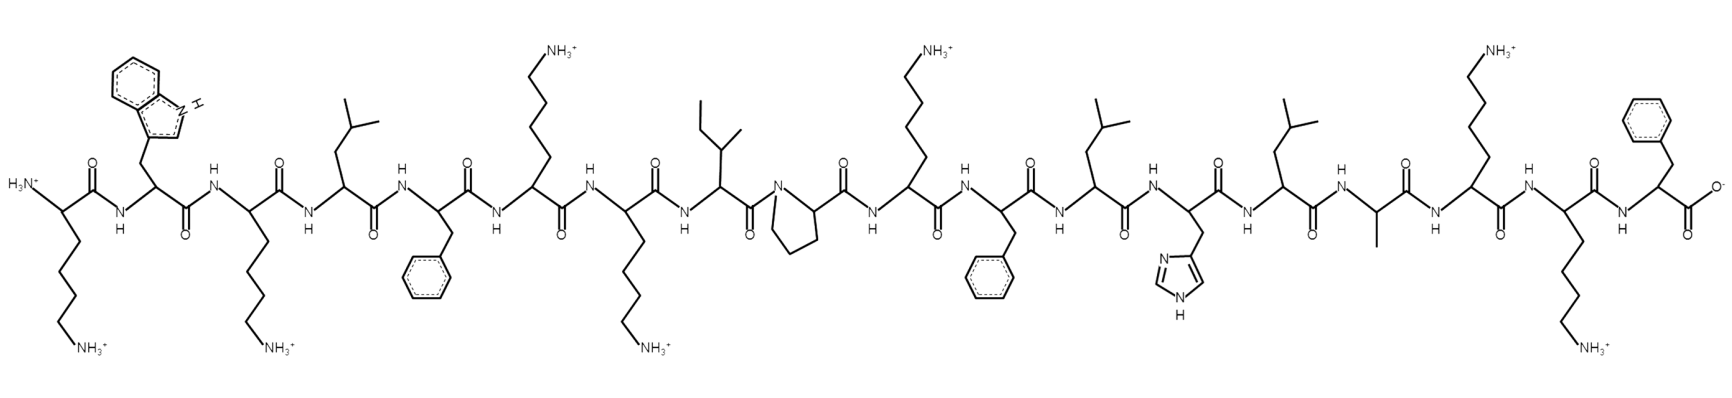 NH₃⁺ NH₃⁺ NH₃⁺
N H
O H O H O H O H O H O H O O
H₃N⁺ N N N N N N N N O⁻
N N N N N N N N N
H O H O H O H O O H O H O H O H O H O
N
N
H
NH₃⁺ NH₃⁺ NH₃⁺ NH₃⁺